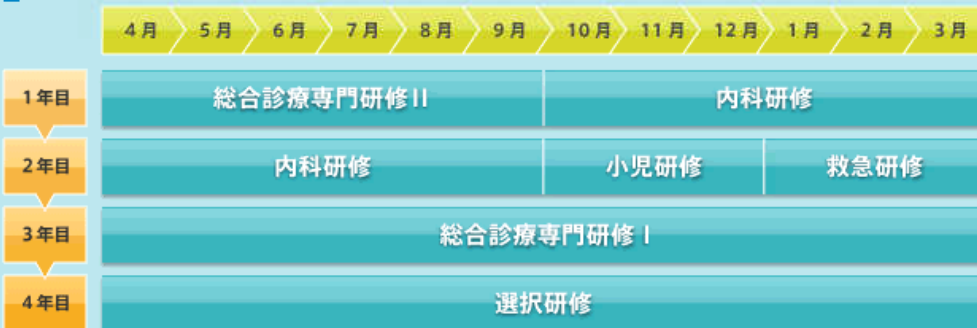 4月 5月 6月 7月 8月 9月 10月 11月 12月 1月 2月 3月
1年目 総合診療専門研修II 内科研修
2年目 内科研修 小児研修 救急研修
3年目 総合診療専門研修 I
4年目 選択研修